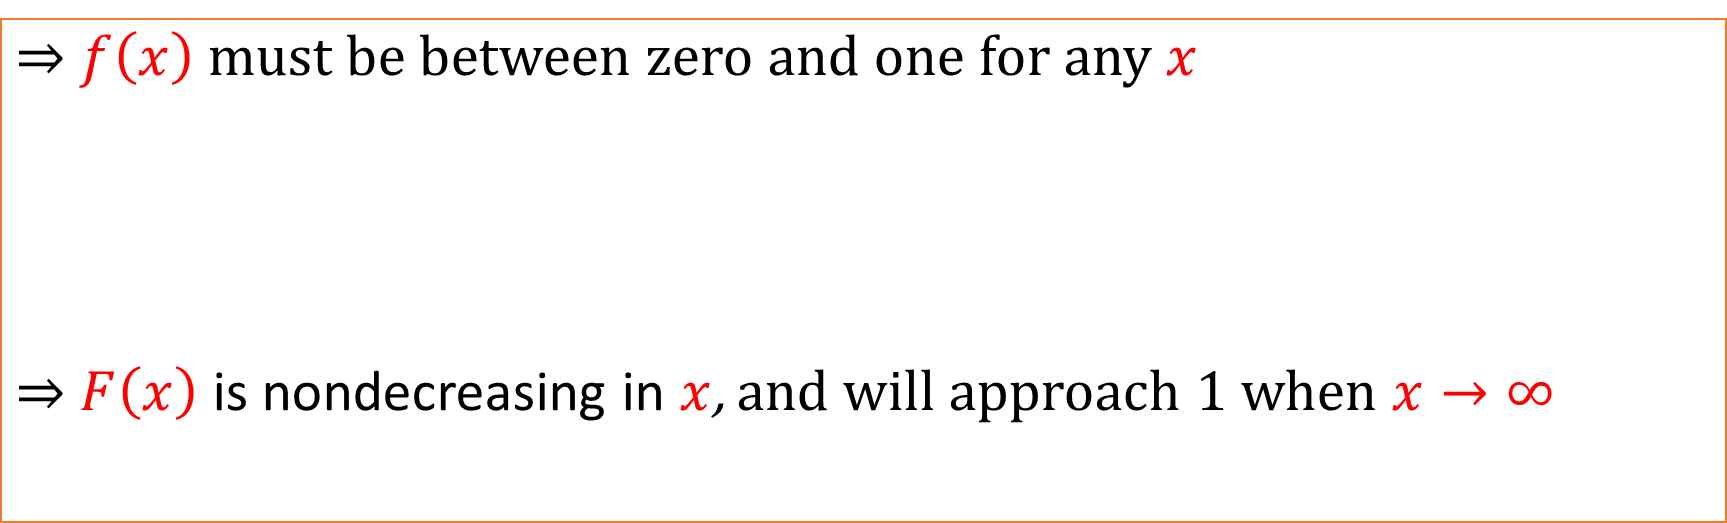 ⇒ f(x) must be between zero and one for any x
⇒ F(x) is nondecreasing in x, and will approach 1 when x → ∞